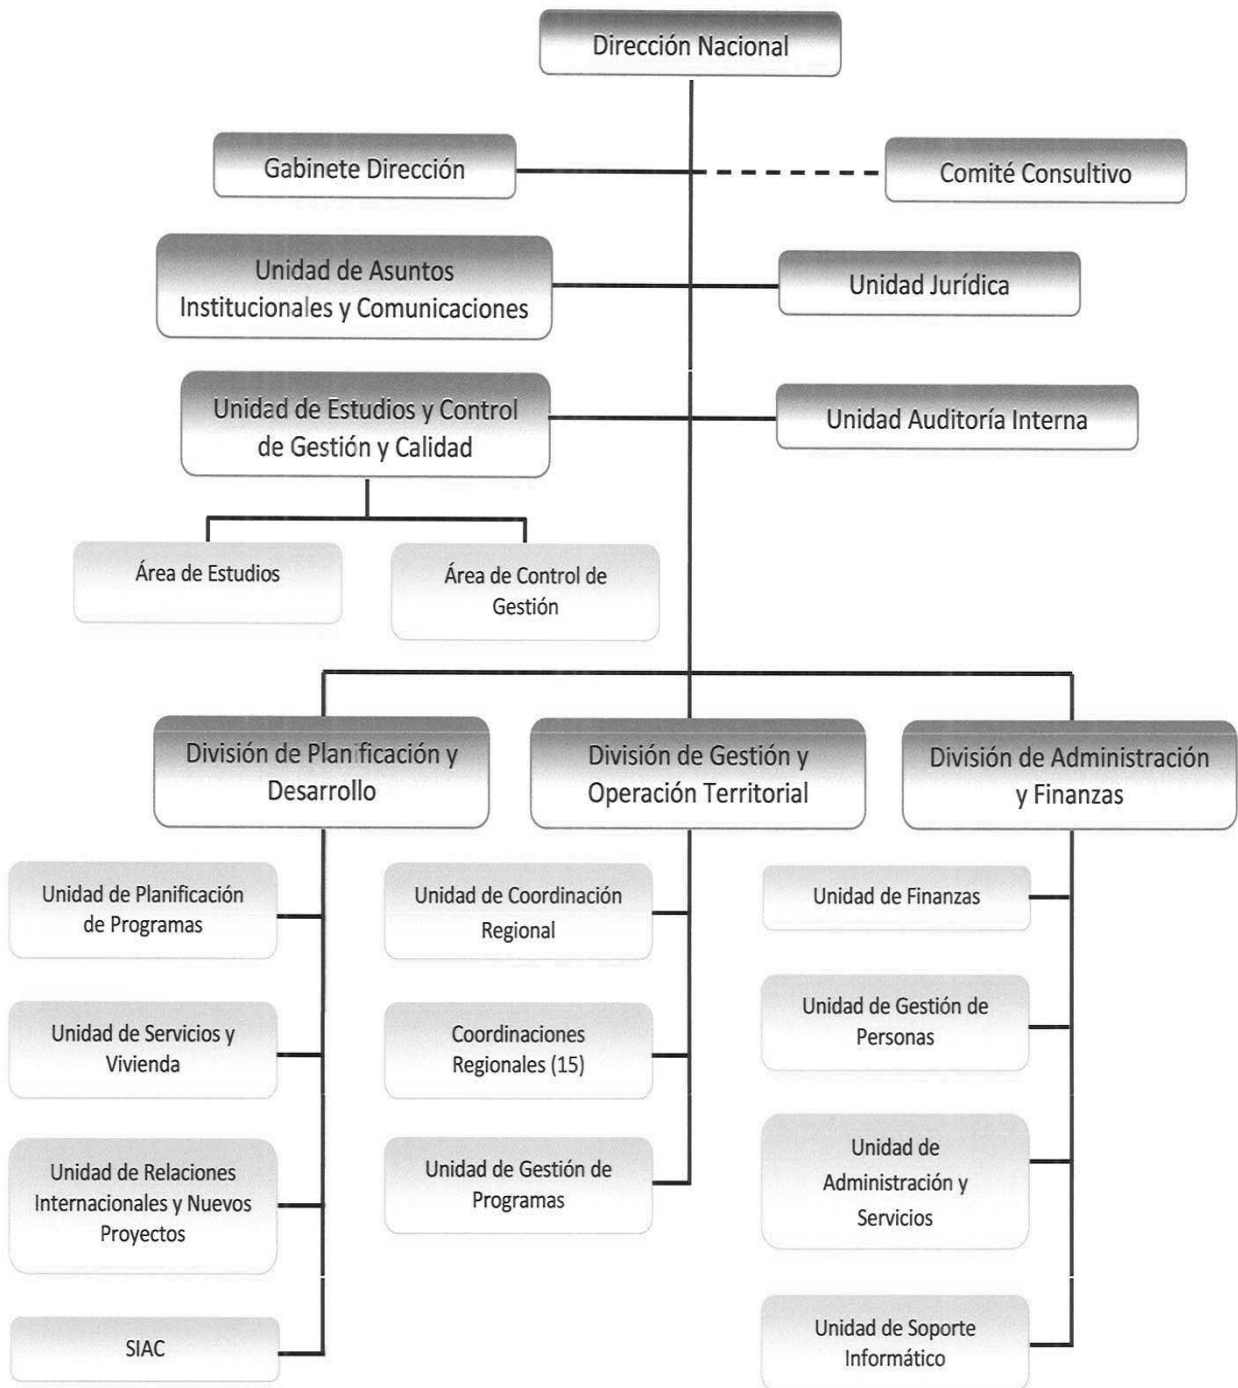 Dirección Nacional
Gabinete Dirección
Comité Consultivo
Unidad de Asuntos
Institucionales y Comunicaciones
Unidad Jurídica
Unidad de Estudios y Control
de Gestión y Calidad
Unidad Auditoría Interna
Área de Estudios
Área de Control de
Gestión
División de Planificación y
Desarrollo
División de Gestión y
Operación Territorial
División de Administración
y Finanzas
Unidad de Planificación
de Programas
Unidad de Servicios y
Vivienda
Unidad de Relaciones
Internacionales y Nuevos
Proyectos
SIAC
Unidad de Coordinación
Regional
Coordinaciones
Regionales (15)
Unidad de Gestión de
Programas
Unidad de Finanzas
Unidad de Gestión de
Personas
Unidad de
Administración y
Servicios
Unidad de Soporte
Informático